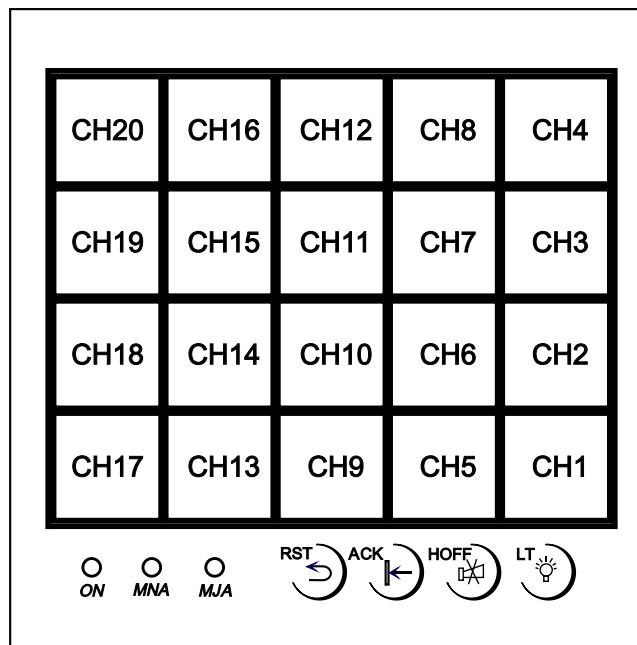 CH20 CH16 CH12 CH8 CH4
CH19 CH15 CH11 CH7 CH3
CH18 CH14 CH10 CH6 CH2
CH17 CH13 CH9 CH5 CH1
RST ACK HOFF LT
ON MNA MJA